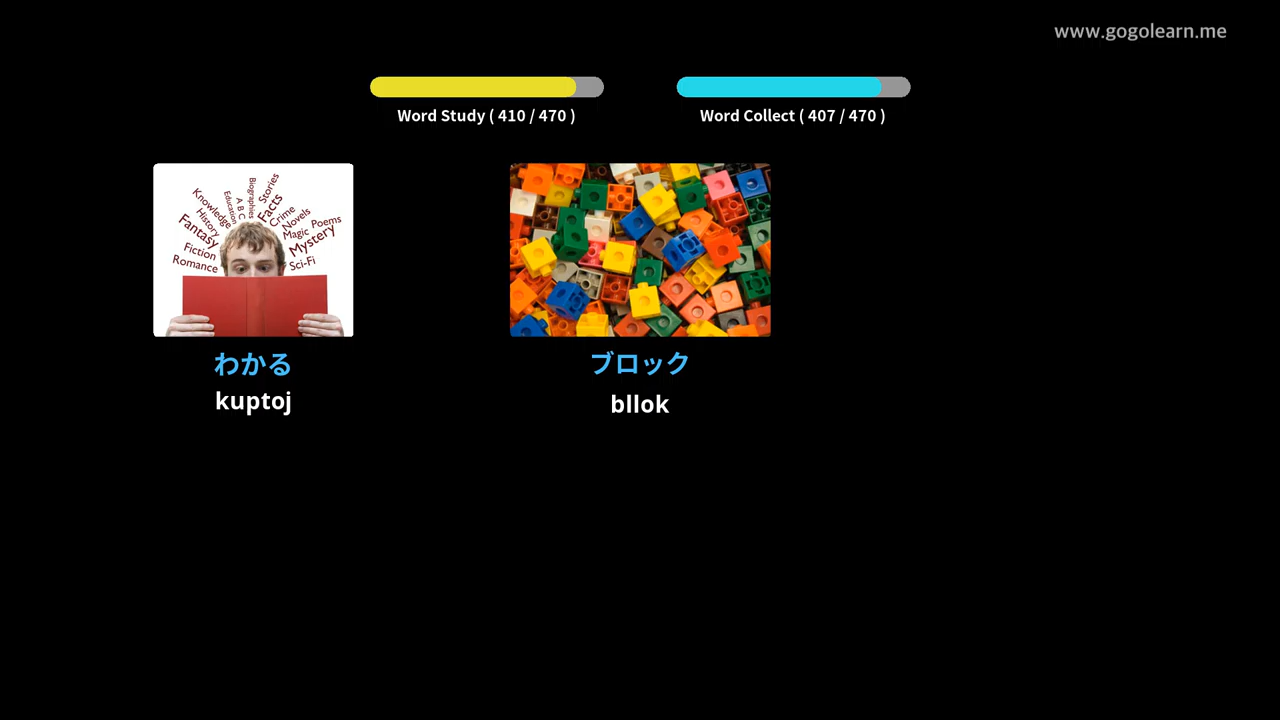 www.gogolearn.me
Word Study ( 410 / 470 )
Word Collect ( 407 / 470 )
Knowledge
History
Fantasy
Fiction
Romance
Education
A B C
Biographies
Stories
Facts
Crime
Novels
Magic
Poems
Mystery
Sci-Fi
わかる
kuptoj
ブロック
bllok